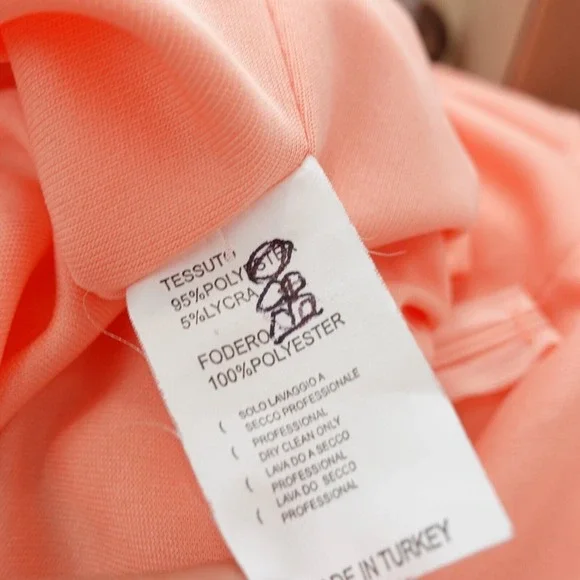 TESSUTO
95%POLYESTER
5%LYCRA
FODERO
100%POLYESTER
( SOLO LAVAGGIO A
SECCO PROFESSIONALE
( PROFESSIONAL
DRY CLEAN ONLY
( LAVA DO A SECCO
PROFESSIONAL
( LAVA DO SECCO
PROFESSIONAL
DE IN TURKEY